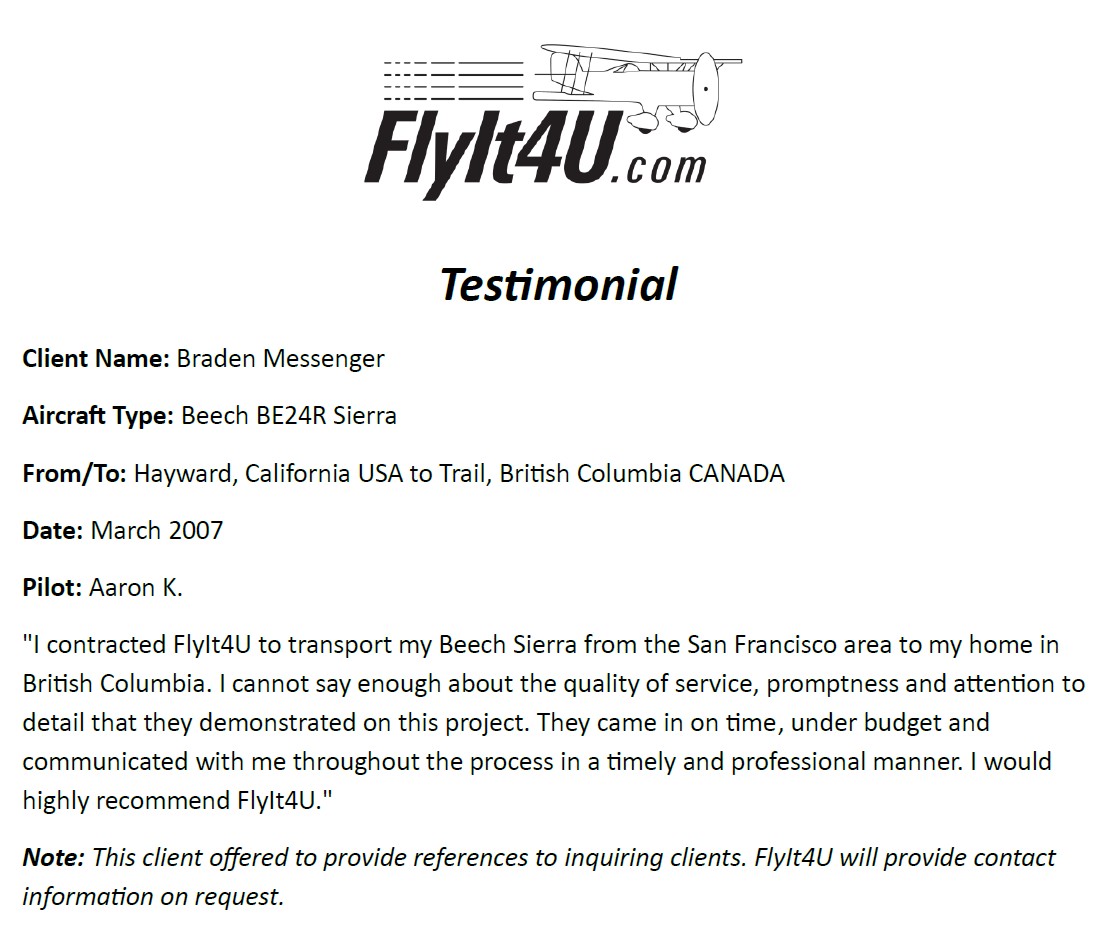 FlyIt4U.com
Testimonial
Client Name: Braden Messenger
Aircraft Type: Beech BE24R Sierra
From/To: Hayward, California USA to Trail, British Columbia CANADA
Date: March 2007
Pilot: Aaron K.
"I contracted FlyIt4U to transport my Beech Sierra from the San Francisco area to my home in
British Columbia. I cannot say enough about the quality of service, promptness and attention to
detail that they demonstrated on this project. They came in on time, under budget and
communicated with me throughout the process in a timely and professional manner. I would
highly recommend FlyIt4U."
Note: This client offered to provide references to inquiring clients. FlyIt4U will provide contact
information on request.